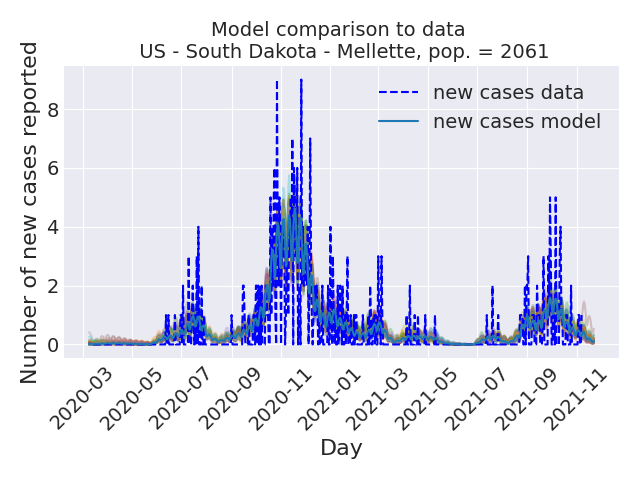 Model comparison to data
US - South Dakota - Mellette, pop. = 2061
Number of new cases reported
8
6
4
2
0
new cases data
new cases model
2020-03
2020-05
2020-07
2020-09
2020-11
2021-01
2021-03
2021-05
2021-07
2021-09
2021-11
Day